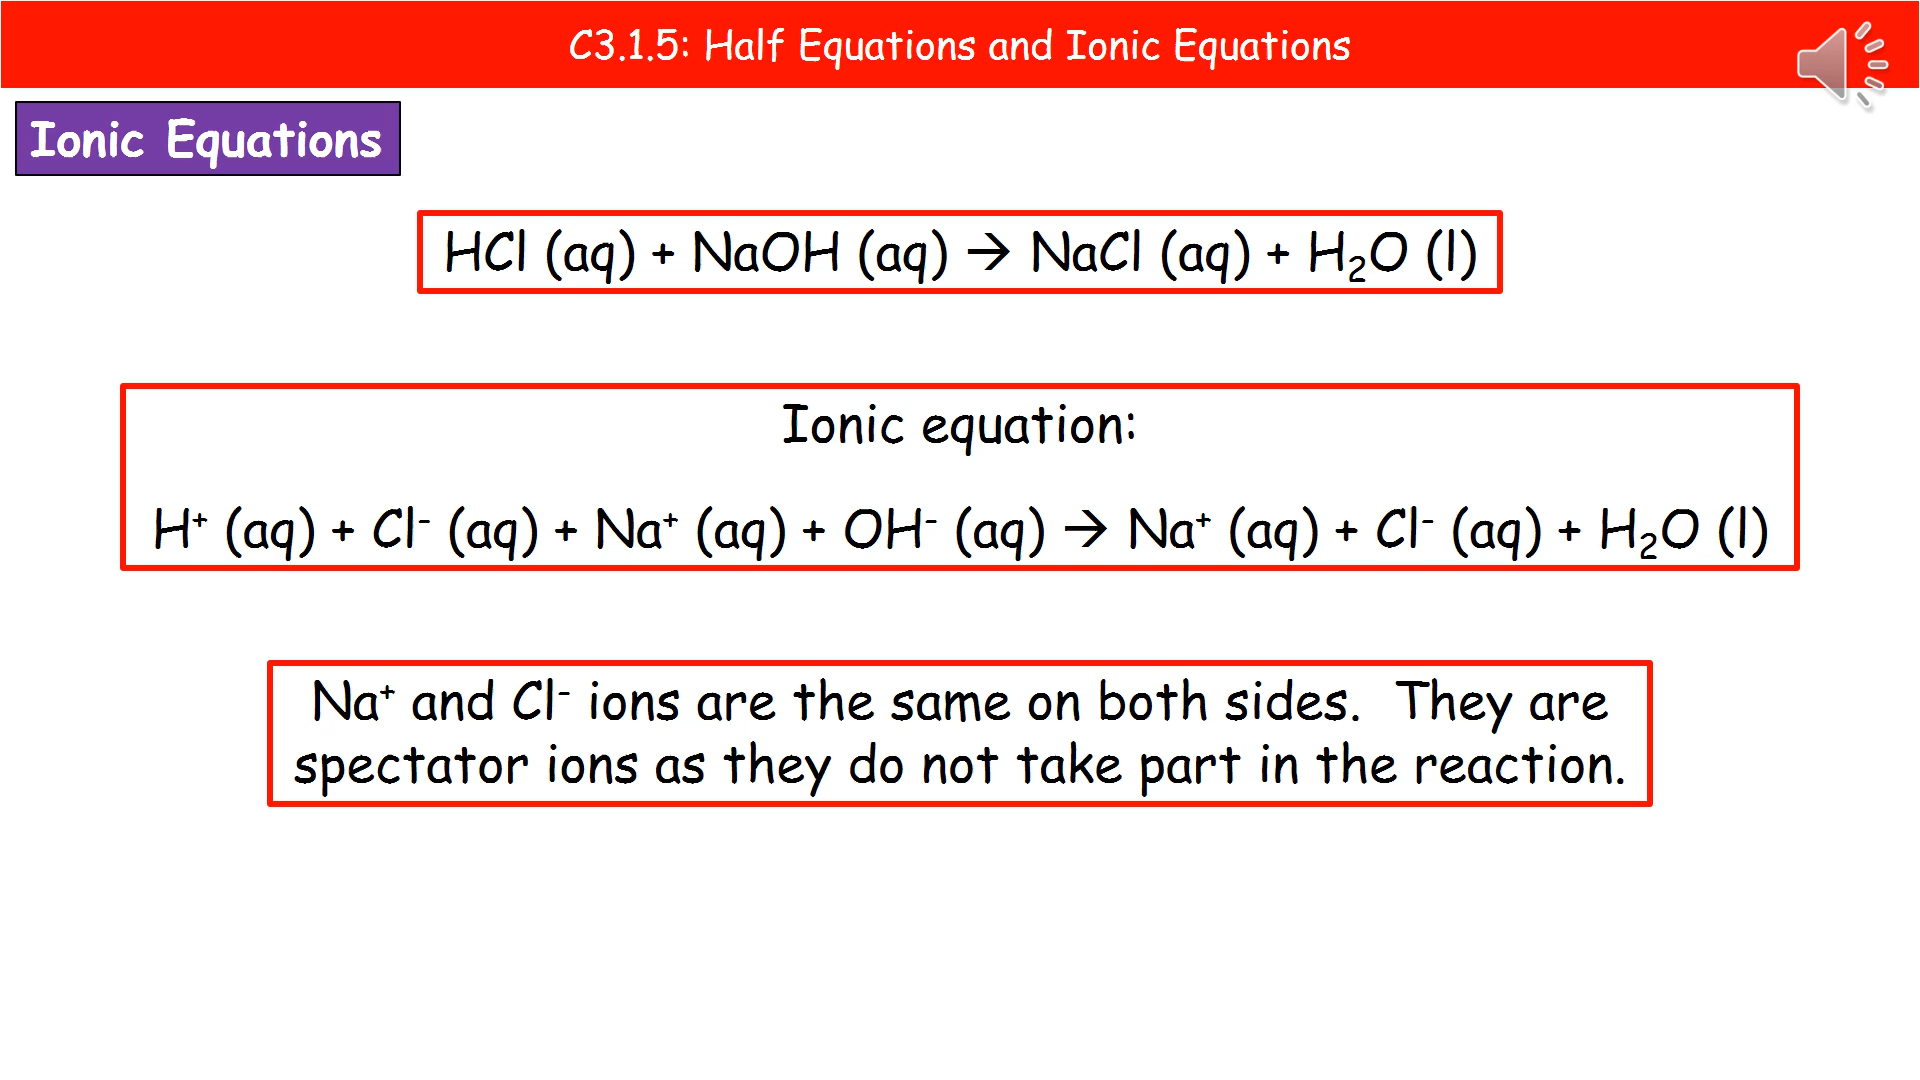 C3.1.5: Half Equations and Ionic Equations
Ionic Equations
HCl (aq) + NaOH (aq) → NaCl (aq) + H₂O (l)
Ionic equation:
H⁺ (aq) + Cl⁻ (aq) + Na⁺ (aq) + OH⁻ (aq) → Na⁺ (aq) + Cl⁻ (aq) + H₂O (l)
Na⁺ and Cl⁻ ions are the same on both sides. They are
spectator ions as they do not take part in the reaction.